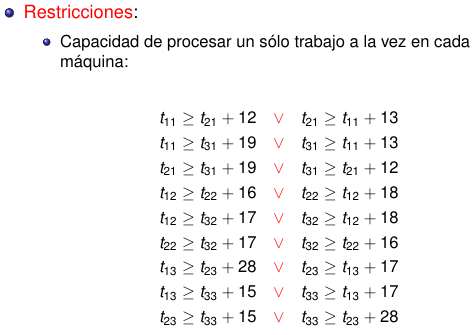 Restricciones:
Capacidad de procesar un sólo trabajo a la vez en cada
máquina:
t₁₁ ≥ t₂₁ + 12 ∨ t₂₁ ≥ t₁₁ + 13
t₁₁ ≥ t₃₁ + 19 ∨ t₃₁ ≥ t₁₁ + 13
t₂₁ ≥ t₃₁ + 19 ∨ t₃₁ ≥ t₂₁ + 12
t₁₂ ≥ t₂₂ + 16 ∨ t₂₂ ≥ t₁₂ + 18
t₁₂ ≥ t₃₂ + 17 ∨ t₃₂ ≥ t₁₂ + 18
t₂₂ ≥ t₃₂ + 17 ∨ t₃₂ ≥ t₂₂ + 16
t₁₃ ≥ t₂₃ + 28 ∨ t₂₃ ≥ t₁₃ + 17
t₁₃ ≥ t₃₃ + 15 ∨ t₃₃ ≥ t₁₃ + 17
t₂₃ ≥ t₃₃ + 15 ∨ t₃₃ ≥ t₂₃ + 28